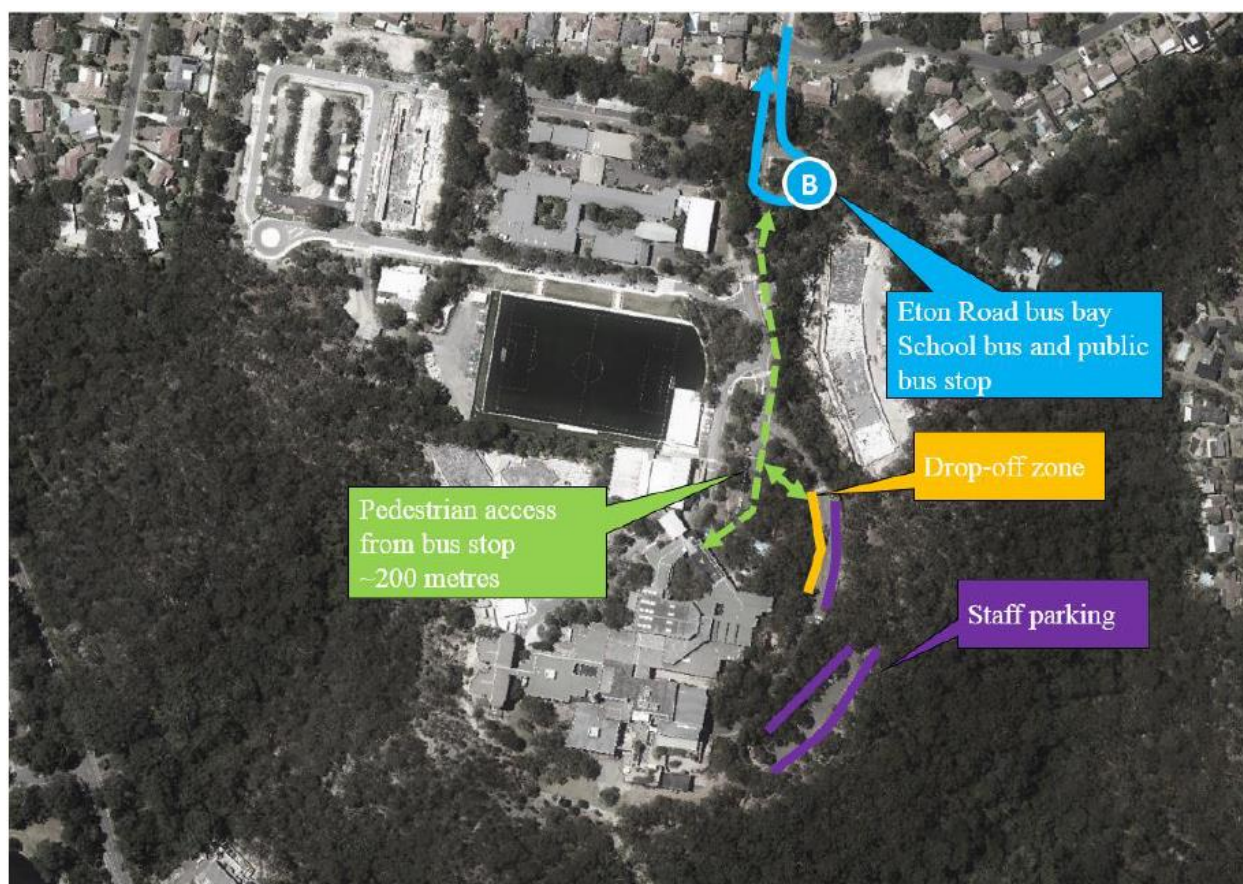 B
Eton Road bus bay
School bus and public
bus stop
Drop-off zone
Pedestrian access
from bus stop
~200 metres
Staff parking